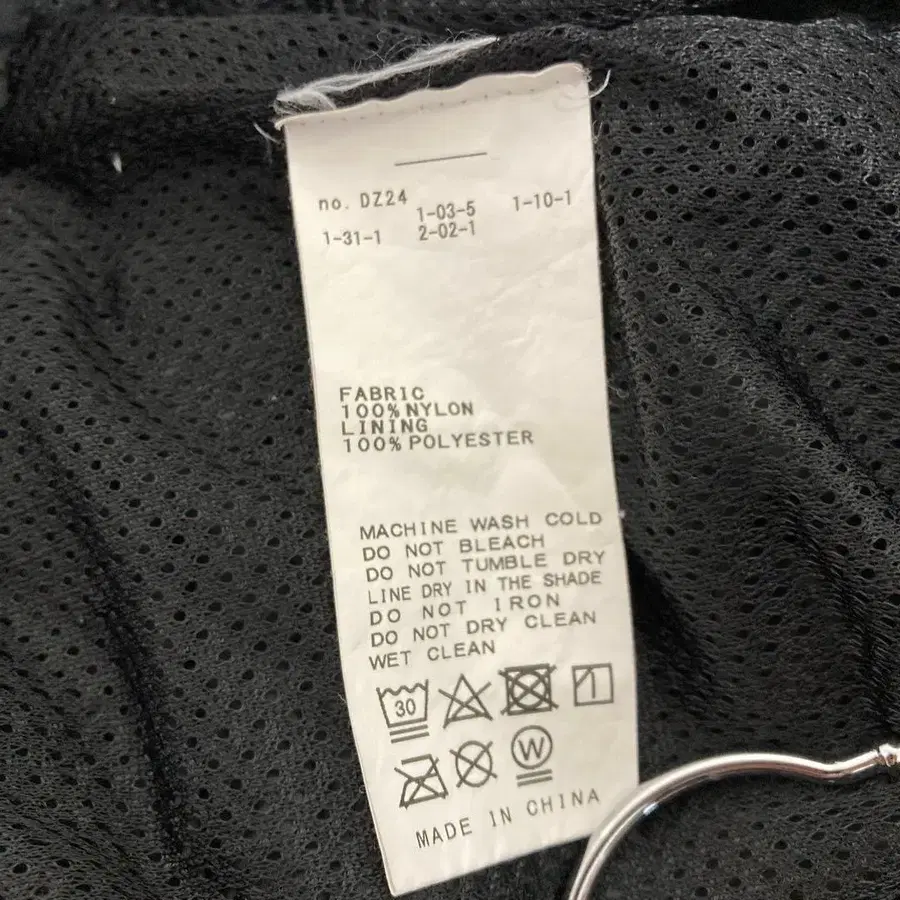 no. DZ24
1-03-5 1-10-1
1-31-1 2-02-1
FABRIC
100% NYLON
LINING
100% POLYESTER
MACHINE WASH COLD
DO NOT BLEACH
DO NOT TUMBLE DRY
LINE DRY IN THE SHADE
DO NOT IRON
DO NOT DRY CLEAN
WET CLEAN
30
W
MADE IN CHINA